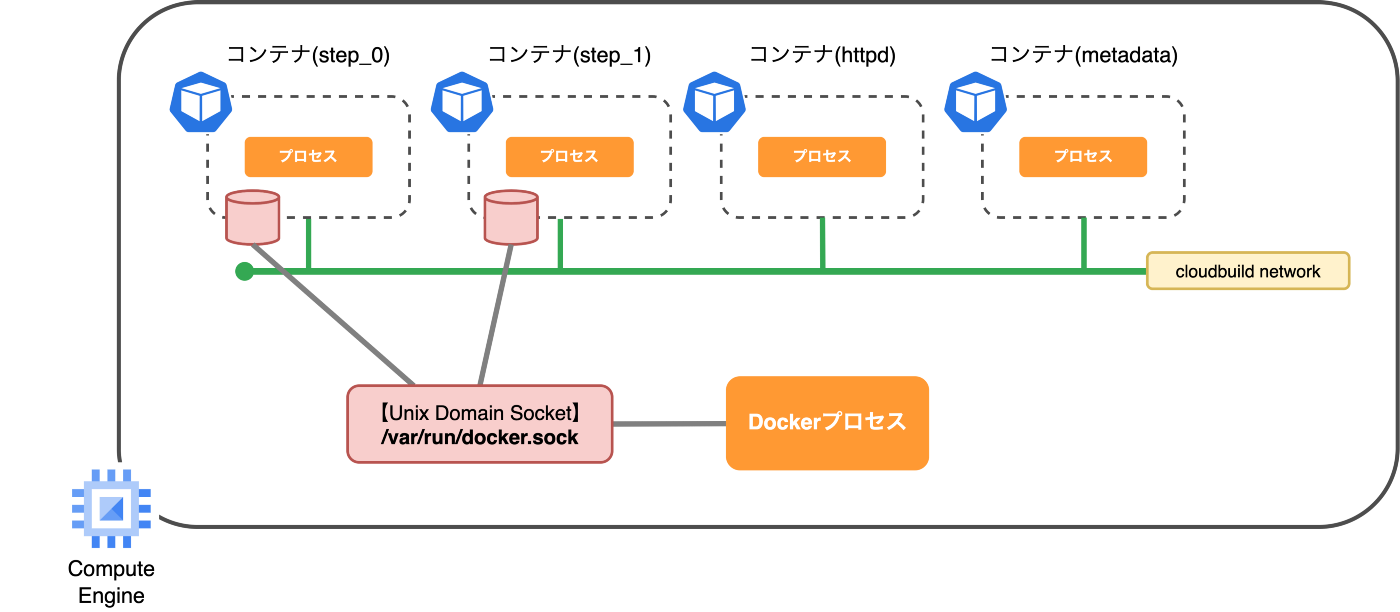 コンテナ(step_0)
コンテナ(step_1)
コンテナ(httpd)
コンテナ(metadata)
プロセス
プロセス
プロセス
プロセス
cloudbuild network
【Unix Domain Socket】
/var/run/docker.sock
Dockerプロセス
Compute
Engine